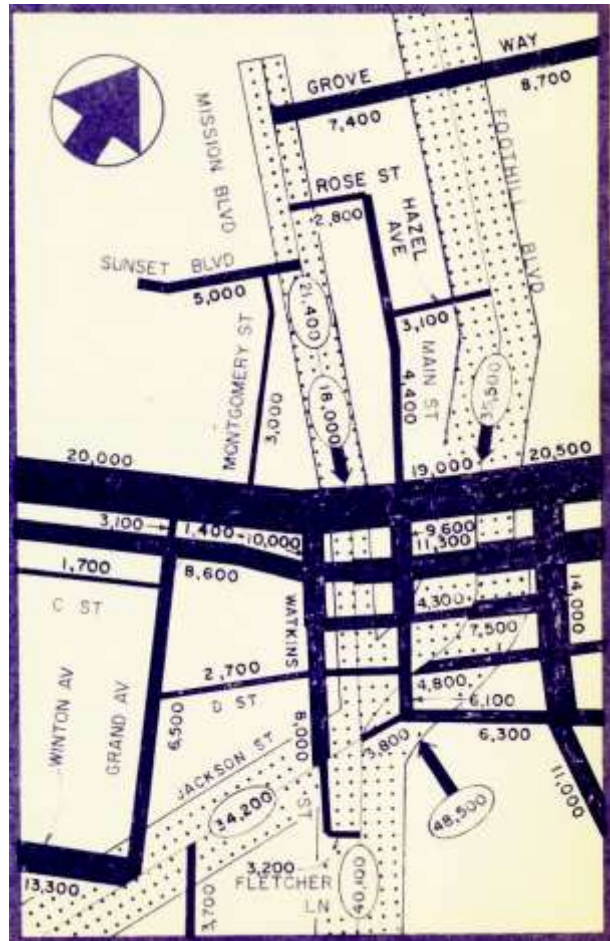 GROVE WAY
7,400
8,700
MISSION BLVD
FOOTHILL BLVD
ROSE ST
2,800
HAZEL AVE
SUNSET BLVD
5,000
21,400
3,100
MONTGOMERY ST
3,000
18,000
4,400
MAIN ST
35,500
20,000
19,000
20,500
3,100
1,400
10,000
9,600
11,300
1,700
8,600
C ST
WATKINS ST
4,300
7,500
14,000
2,700
D ST
4,800
6,100
WINTON AV
GRAND AV
6,500
8,000
3,800
6,300
JACKSON ST
34,200
48,500
11,000
13,300
3,700
3,200
FLETCHER LN
40,100